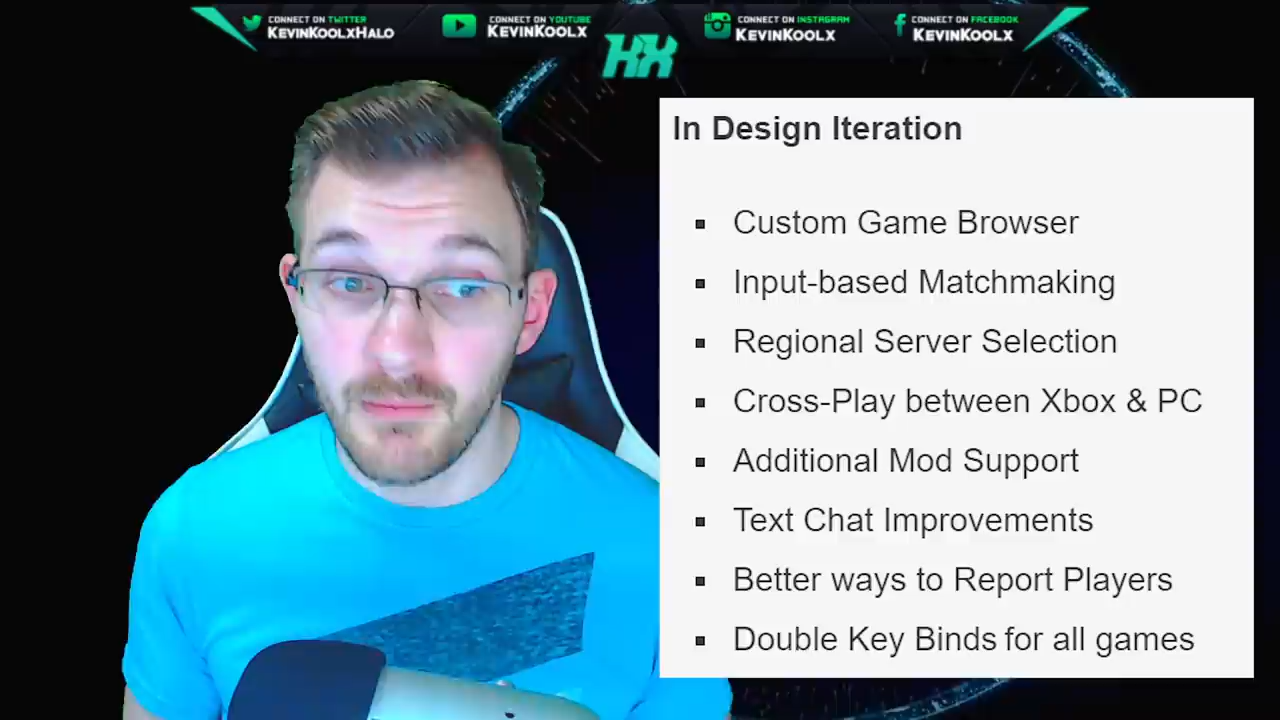 CONNECT ON TWITTER
KEVINKOOLXHALO
CONNECT ON YOUTUBE
KEVINKOOLX
KX
CONNECT ON INSTAGRAM
KEVINKOOLX
CONNECT ON FACEBOOK
KEVINKOOLX
In Design Iteration
▪ Custom Game Browser
▪ Input-based Matchmaking
▪ Regional Server Selection
▪ Cross-Play between Xbox & PC
▪ Additional Mod Support
▪ Text Chat Improvements
▪ Better ways to Report Players
▪ Double Key Binds for all games